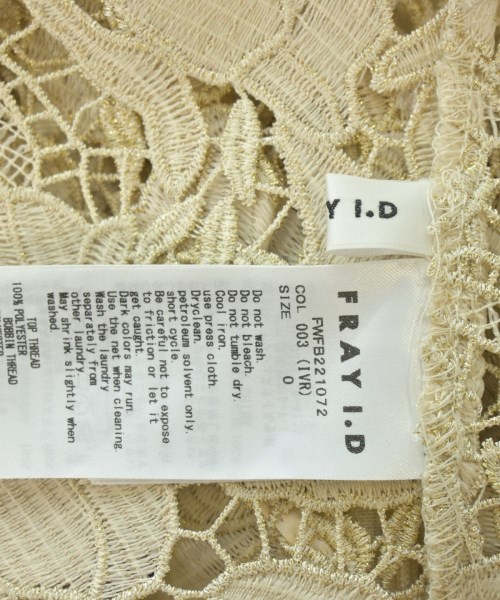 Y I.D
FRAY I.D
FWFB221072
COL 003 (IVR)
SIZE 0
Do not wash.
Do not bleach.
Do not tumble dry.
Cool iron.
use press cloth.
Dryclean.
petroleum solvent only.
short cycle.
Be careful not to expose
to friction or let it
get caught.
Dark colors may run.
Use the net when cleaning.
Wash the laundry
separately from
other laundry.
May shrink slightly when
washed.
TOP THREAD
100% POLYESTER
BOBBIN THREAD